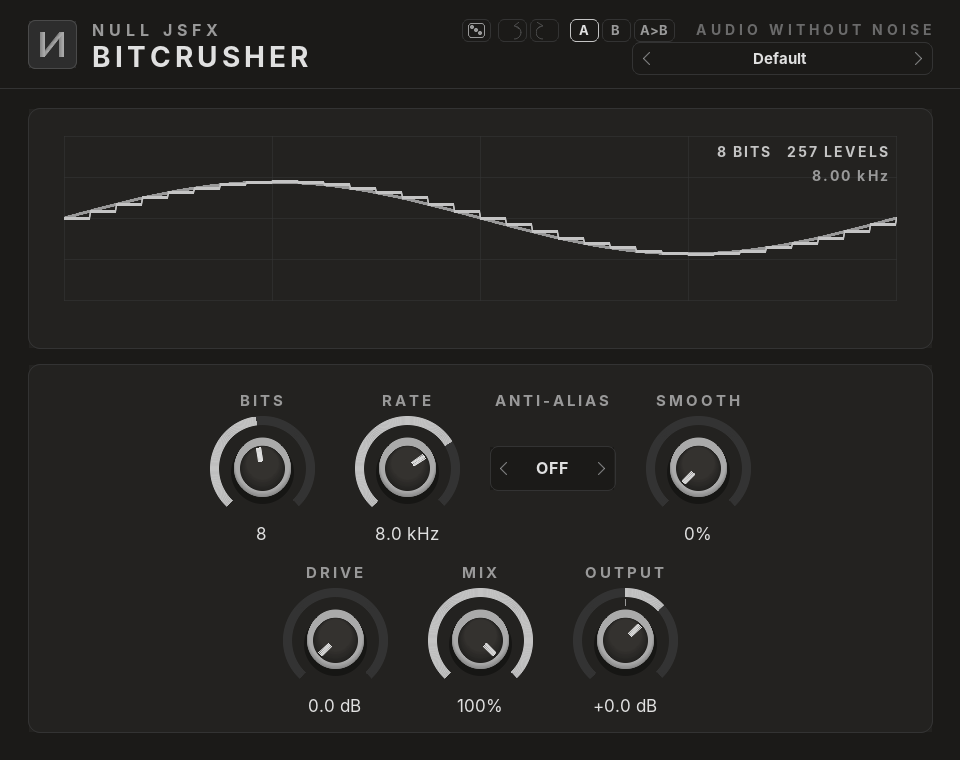 NULL JSFX
BITCRUSHER
A B A>B
AUDIO WITHOUT NOISE
Default
8 BITS 257 LEVELS
8.00 kHz
BITS RATE ANTI-ALIAS SMOOTH
OFF
8 8.0 kHz 0%
DRIVE MIX OUTPUT
0.0 dB 100% +0.0 dB